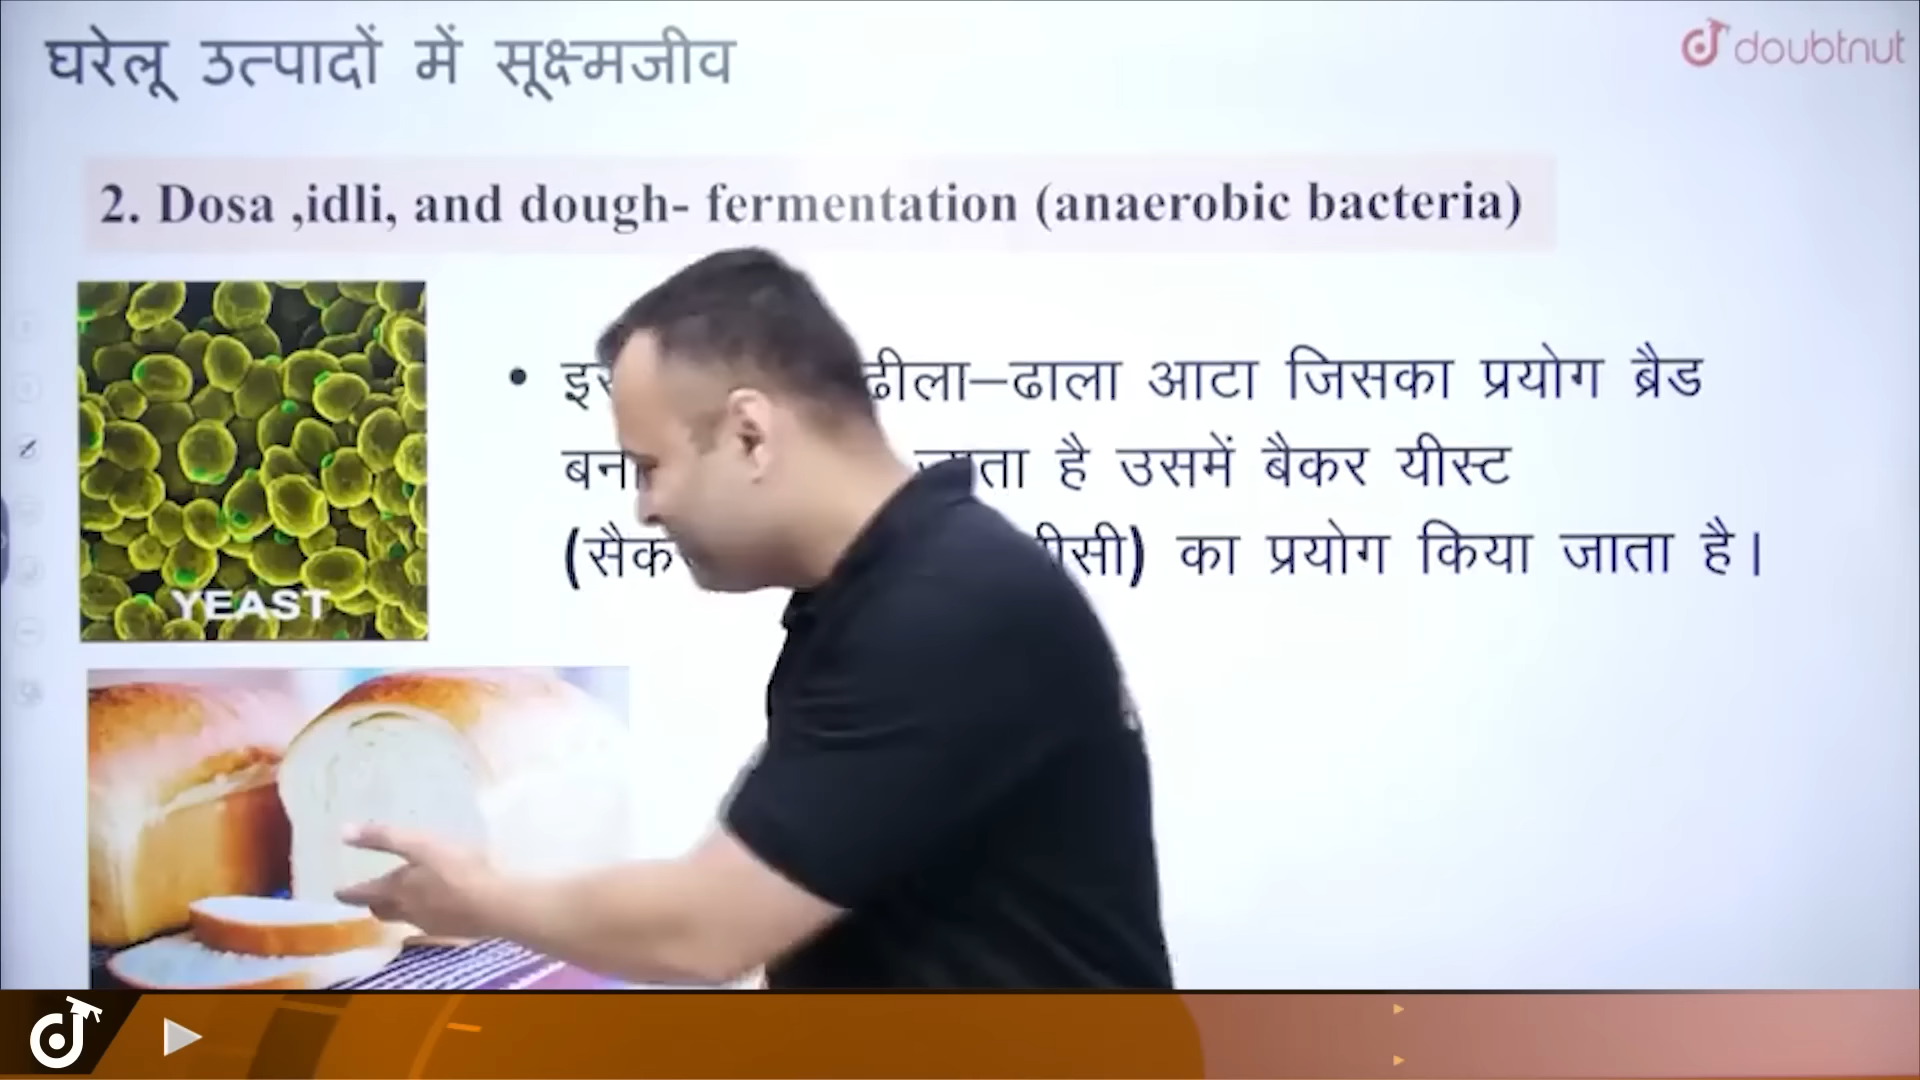 घरेलू उत्पादों में सूक्ष्मजीव
doubtnut
2. Dosa ,idli, and dough- fermentation (anaerobic bacteria)
ढीला–ढाला आटा जिसका प्रयोग ब्रैड
है उसमें बैकर यीस्ट
का प्रयोग किया जाता है।
YEAST